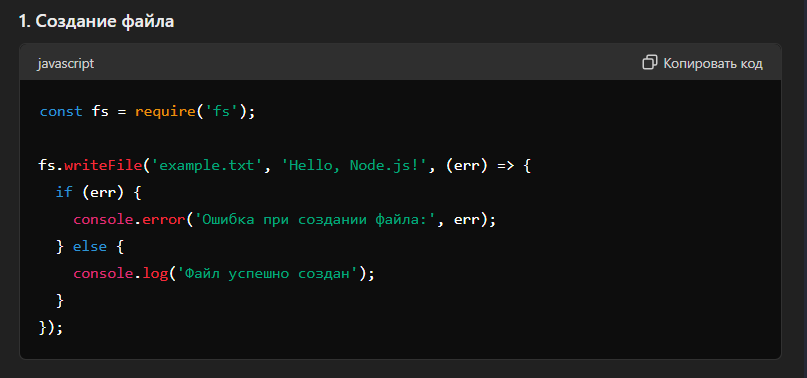 1. Создание файла
javascript
Копировать код
const fs = require('fs');
fs.writeFile('example.txt', 'Hello, Node.js!', (err) => {
  if (err) {
    console.error('Ошибка при создании файла:', err);
  } else {
    console.log('Файл успешно создан');
  }
});